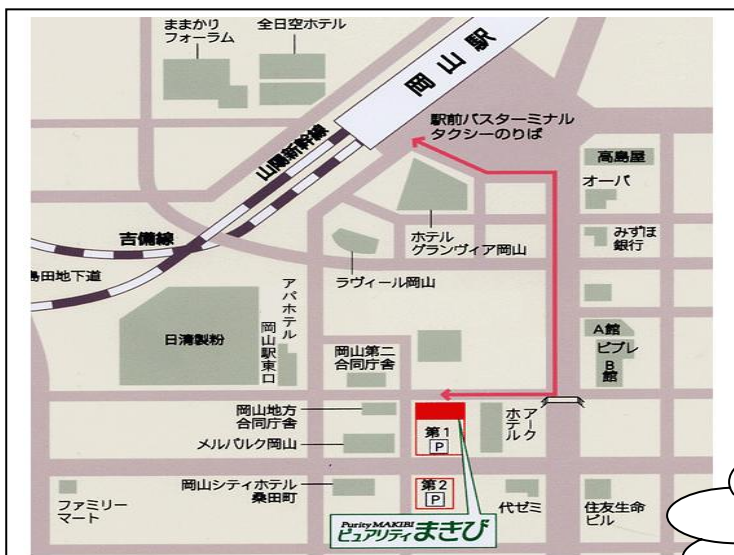 ままかり
フォーラム
全日空ホテル
岡山駅
駅前バスターミナル
タクシーのりば
山陽新幹線
高島屋
オーパ
吉備線
ホテル
グランヴィア岡山
みずほ
銀行
島田地下道
ラヴィール岡山
アパホテル
岡山駅東口
日清製粉
岡山第二
合同庁舎
A館
ビブレ
B館
岡山地方
合同庁舎
第1
P
アークホテル
メルパルク岡山
岡山シティホテル
桑田町
第2
P
代ゼミ
住友生命
ビル
ファミリー
マート
Purity MAKIBI
ピュアリティまきび